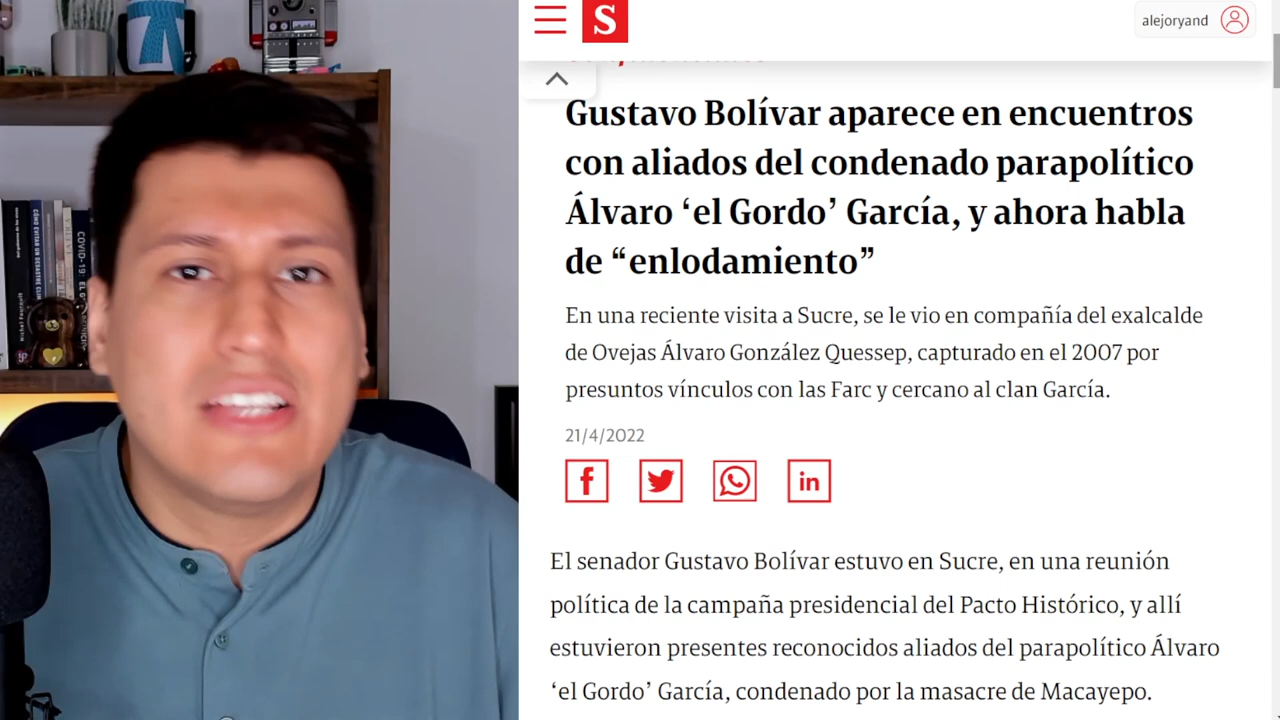 S
alejoryand
Gustavo Bolívar aparece en encuentros
con aliados del condenado parapolítico
Álvaro ‘el Gordo’ García, y ahora habla
de “enlodamiento”
En una reciente visita a Sucre, se le vio en compañía del exalcalde
de Ovejas Álvaro González Quessep, capturado en el 2007 por
presuntos vínculos con las Farc y cercano al clan García.
21/4/2022
f
in
El senador Gustavo Bolívar estuvo en Sucre, en una reunión
política de la campaña presidencial del Pacto Histórico, y allí
estuvieron presentes reconocidos aliados del parapolítico Álvaro
‘el Gordo’ García, condenado por la masacre de Macayepo.
COVID-19: